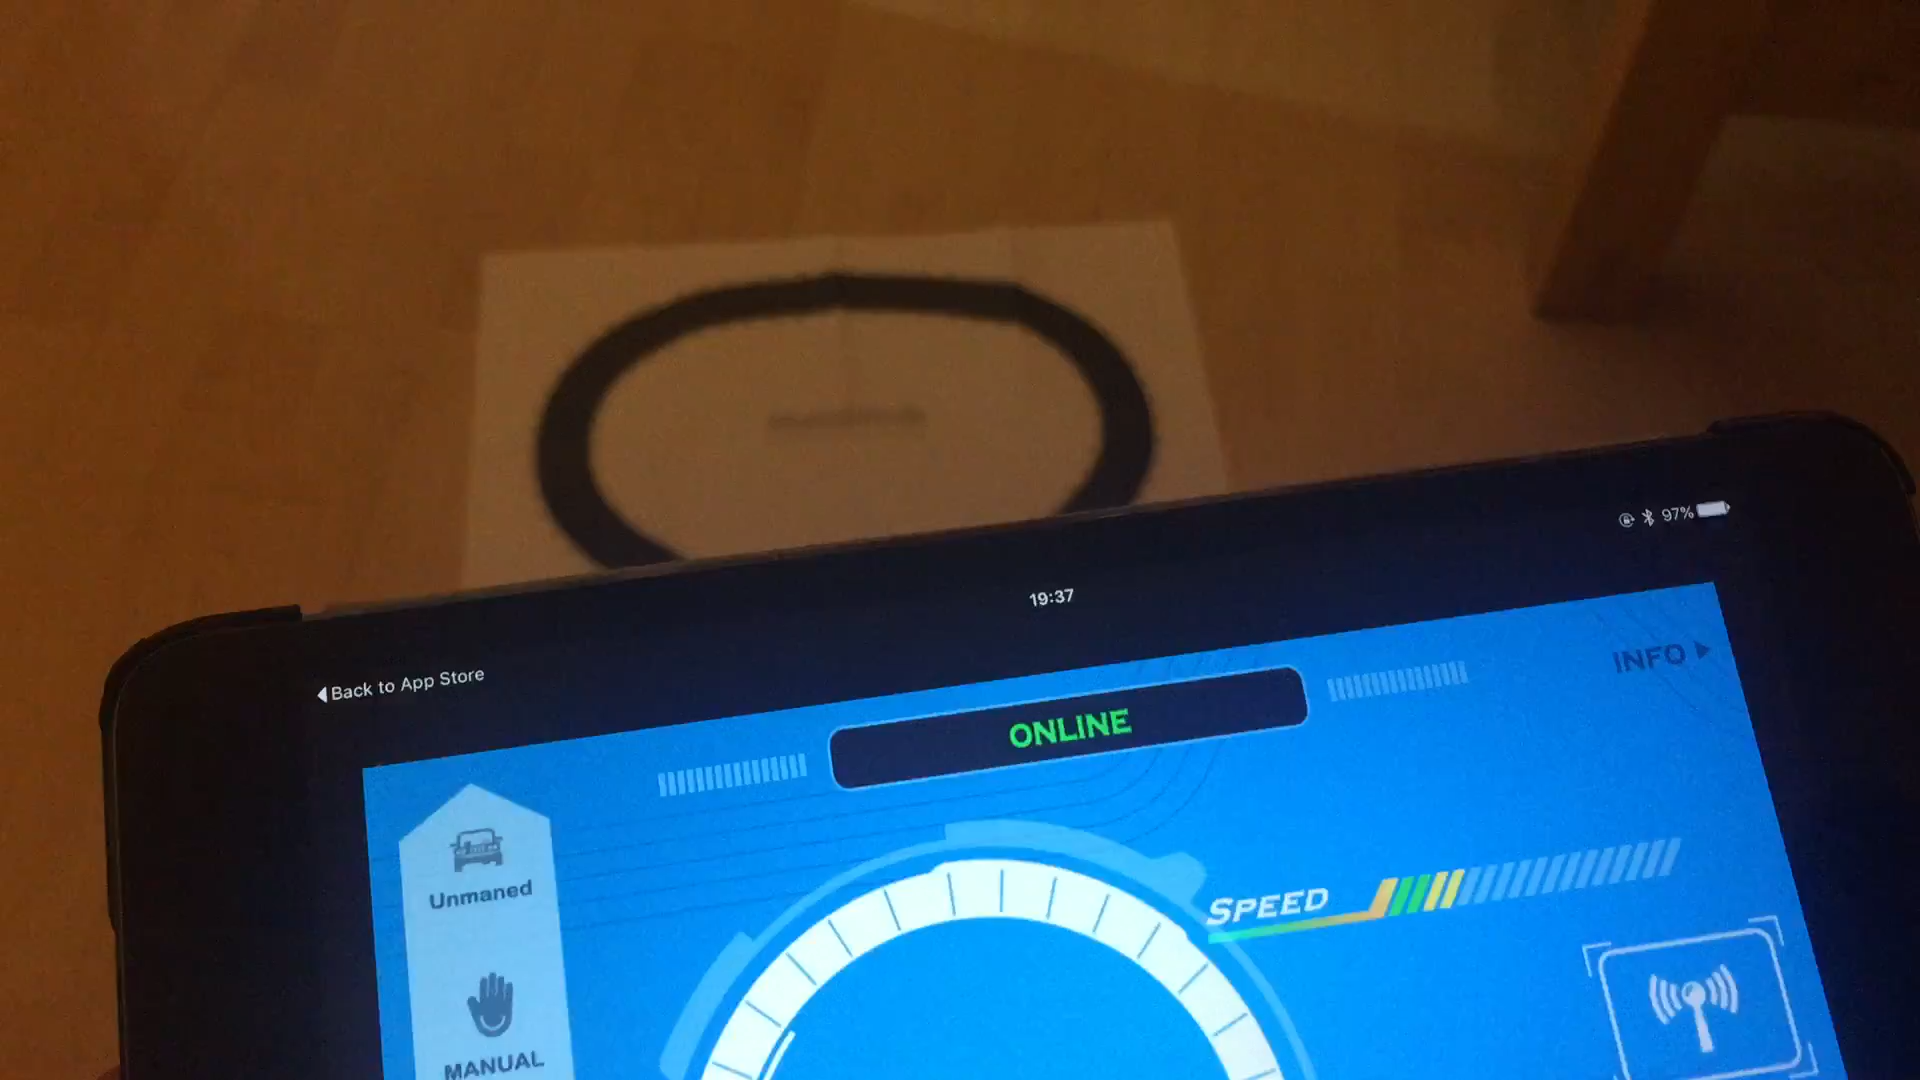 97%
19:37
Back to App Store
INFO
ONLINE
Unmaned
SPEED
MANUAL